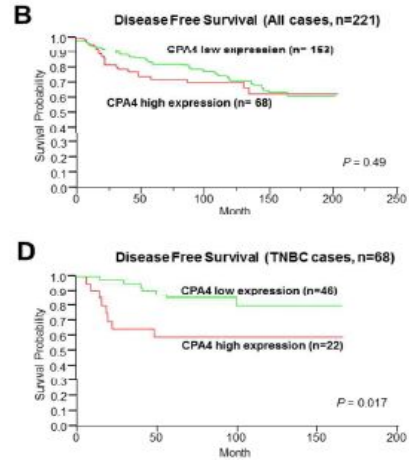 B
Disease Free Survival (All cases, n=221)
1.0
0.9
0.8
0.7
0.6
0.5
0.4
0.3
0.2
0.1
0.0
Survival Probability
CPA4 low expression (n= 153)
CPA4 high expression (n= 68)
P = 0.49
0 50 100 150 200 250
Month
D
Disease Free Survival (TNBC cases, n=68)
1.0
0.9
0.8
0.7
0.6
0.5
0.4
0.3
0.2
0.1
0.0
Survival Probability
CPA4 low expression (n=46)
CPA4 high expression (n=22)
P = 0.017
0 50 100 150 200
Month